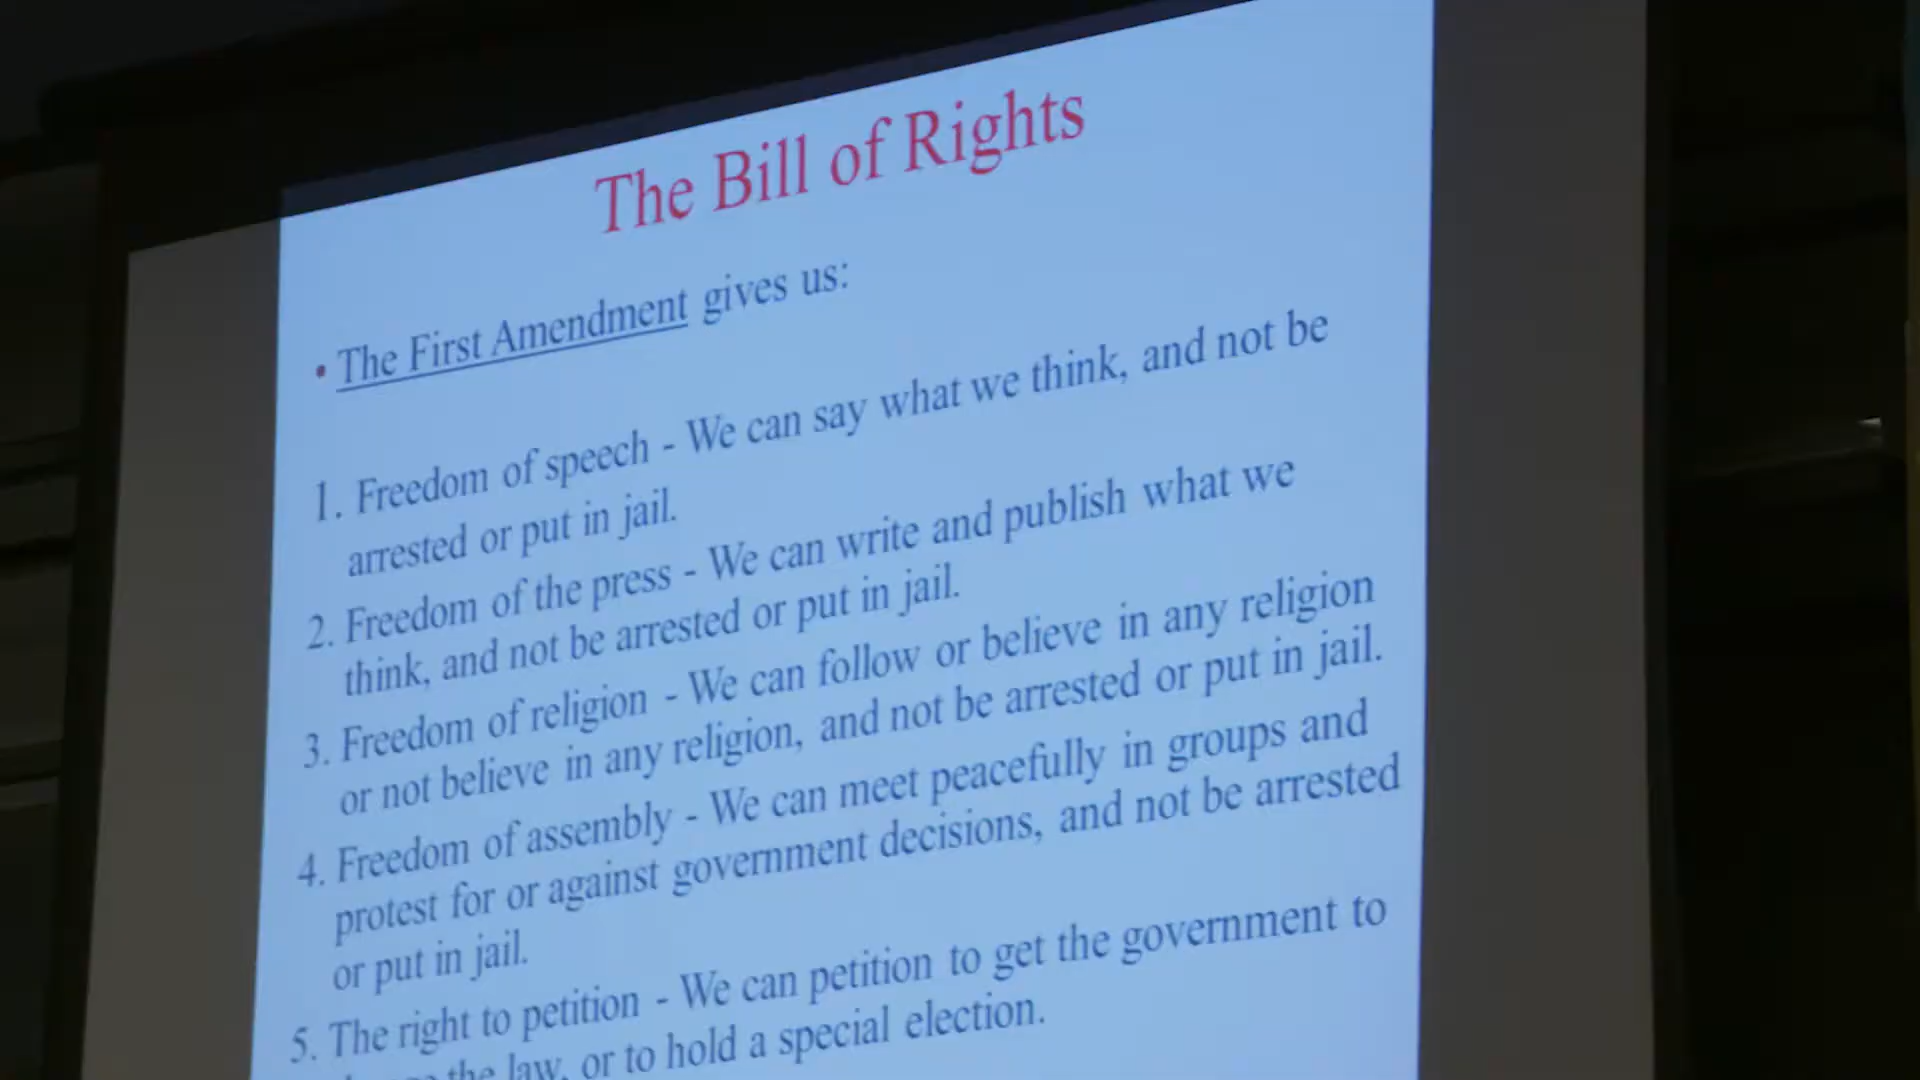 The Bill of Rights
• The First Amendment gives us:
1. Freedom of speech - We can say what we think, and not be
arrested or put in jail.
2. Freedom of the press - We can write and publish what we
think, and not be arrested or put in jail.
3. Freedom of religion - We can follow or believe in any religion
or not believe in any religion, and not be arrested or put in jail.
4. Freedom of assembly - We can meet peacefully in groups and
protest for or against government decisions, and not be arrested
or put in jail.
5. The right to petition - We can petition to get the government to
the law, or to hold a special election.